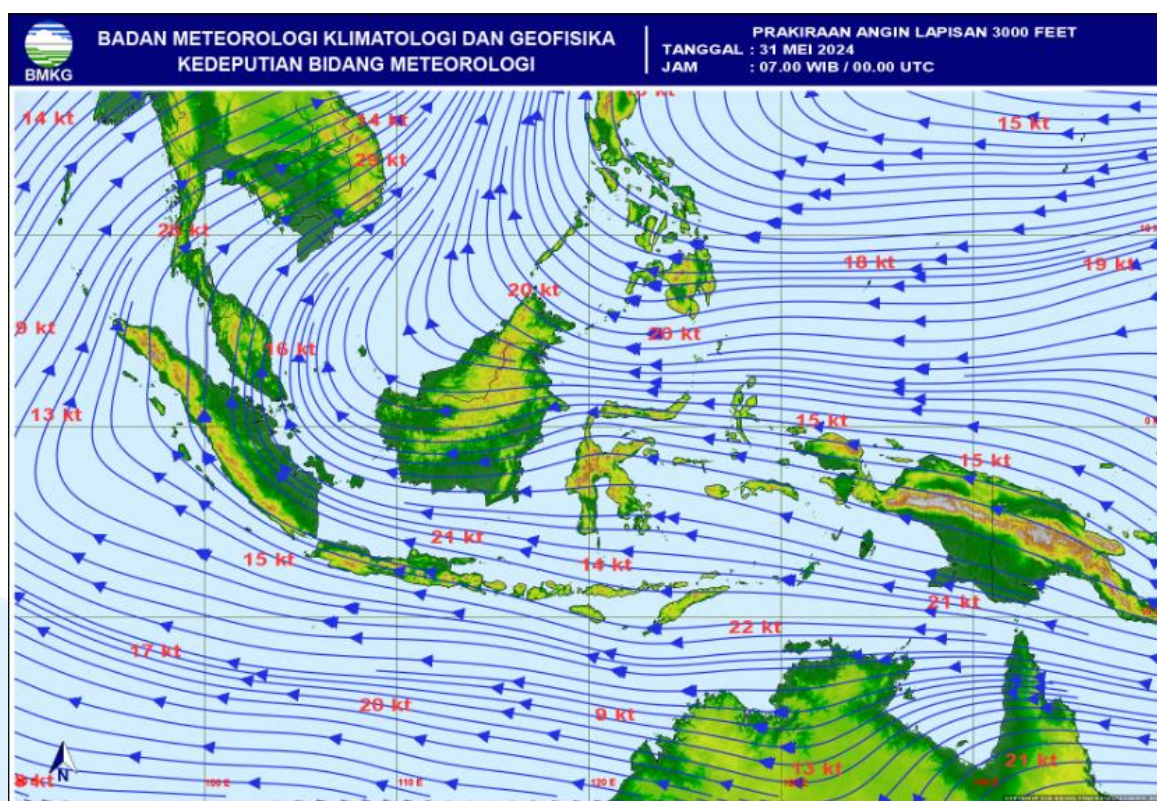 BMKG
BADAN METEOROLOGI KLIMATOLOGI DAN GEOFISIKA
KEDEPUTIAN BIDANG METEOROLOGI
PRAKIRAAN ANGIN LAPISAN 3000 FEET
TANGGAL : 31 MEI 2024
JAM : 07.00 WIB / 00.00 UTC
14 kt
14 kt
15 kt
29 kt
18 kt
19 kt
20 kt
9 kt
20 kt
16 kt
13 kt
15 kt
15 kt
21 kt
15 kt
14 kt
21 kt
22 kt
17 kt
20 kt
9 kt
13 kt
21 kt
N
100 E
110 E
120 E